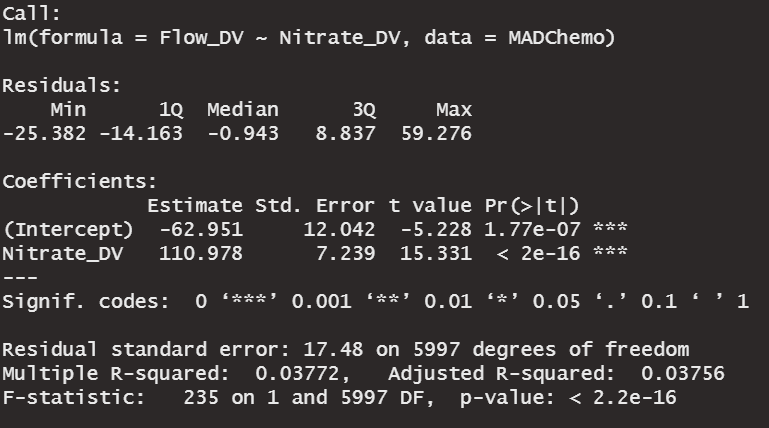 Call:
lm(formula = Flow_DV ~ Nitrate_DV, data = MADChemo)
Residuals:
    Min      1Q  Median      3Q     Max
-25.382 -14.163  -0.943   8.837  59.276
Coefficients:
            Estimate Std. Error t value Pr(>|t|)
(Intercept)  -62.951     12.042  -5.228 1.77e-07 ***
Nitrate_DV   110.978      7.239  15.331  < 2e-16 ***
---
Signif. codes:  0 ‘***’ 0.001 ‘**’ 0.01 ‘*’ 0.05 ‘.’ 0.1 ‘ ’ 1
Residual standard error: 17.48 on 5997 degrees of freedom
Multiple R-squared:  0.03772,   Adjusted R-squared:  0.03756
F-statistic:   235 on 1 and 5997 DF,  p-value: < 2.2e-16